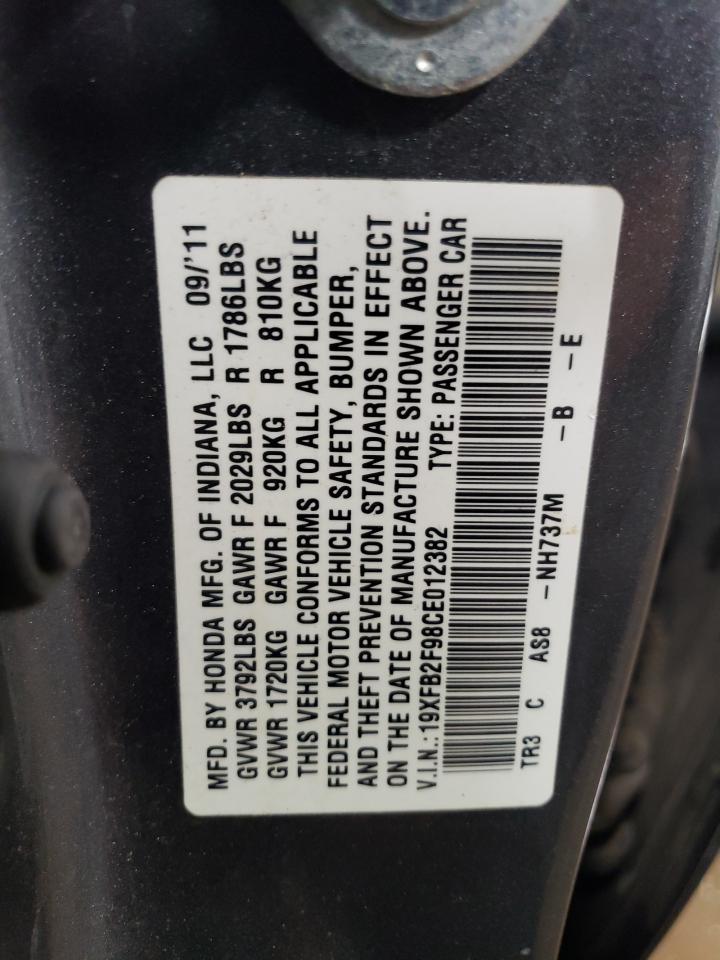 MFD. BY HONDA MFG. OF INDIANA, LLC 09/'11
GVWR 3792LBS GAWR F 2029LBS R 1786LBS
GVWR 1720KG GAWR F 920KG R 810KG
THIS VEHICLE CONFORMS TO ALL APPLICABLE
FEDERAL MOTOR VEHICLE SAFETY, BUMPER,
AND THEFT PREVENTION STANDARDS IN EFFECT
ON THE DATE OF MANUFACTURE SHOWN ABOVE.
V.I.N.:19XFB2F98CE012382 TYPE: PASSENGER CAR
TR3 C AS8 -NH737M -B -E